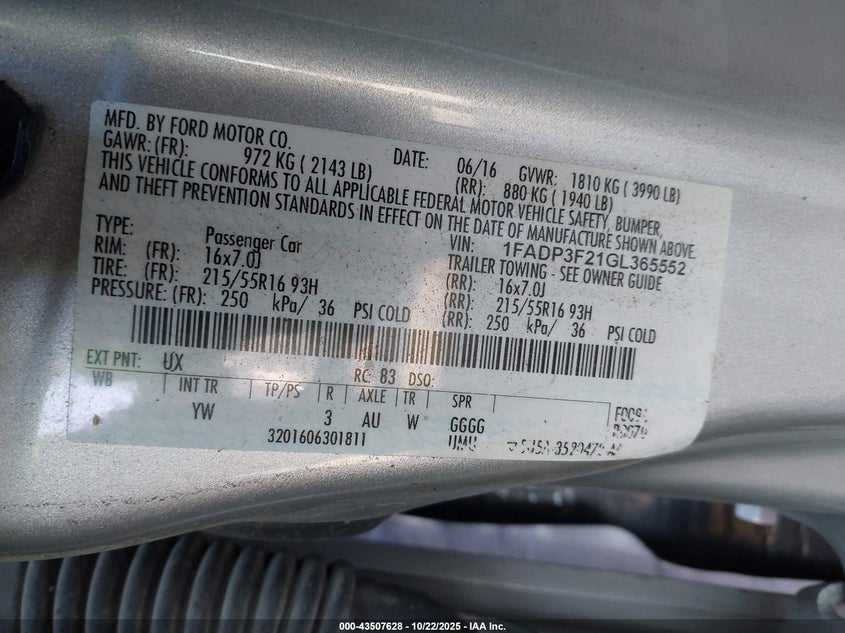 MFD. BY FORD MOTOR CO. DATE: 06/16 GVWR: 1810 KG ( 3990 LB)
GAWR: (FR): 972 KG ( 2143 LB) (RR): 880 KG ( 1940 LB)
THIS VEHICLE CONFORMS TO ALL APPLICABLE FEDERAL MOTOR VEHICLE SAFETY, BUMPER,
AND THEFT PREVENTION STANDARDS IN EFFECT ON THE DATE OF MANUFACTURE SHOWN ABOVE.
VIN: 1FADP3F21GL365552
TYPE: Passenger Car TRAILER TOWING - SEE OWNER GUIDE
RIM: (FR): 16x7.0J (RR): 16x7.0J
TIRE: (FR): 215/55R16 93H (RR): 215/55R16 93H
PRESSURE: (FR): 250 kPa/ 36 PSI COLD (RR): 250 kPa/ 36 PSI COLD
EXT PNT: UX RC: 83 DSO:
WB INT TR TP/PS R AXLE TR SPR
YW 3 AU W GGGG
3201606301811 UMU
000-43507628 - 10/22/2025 - IAA Inc.